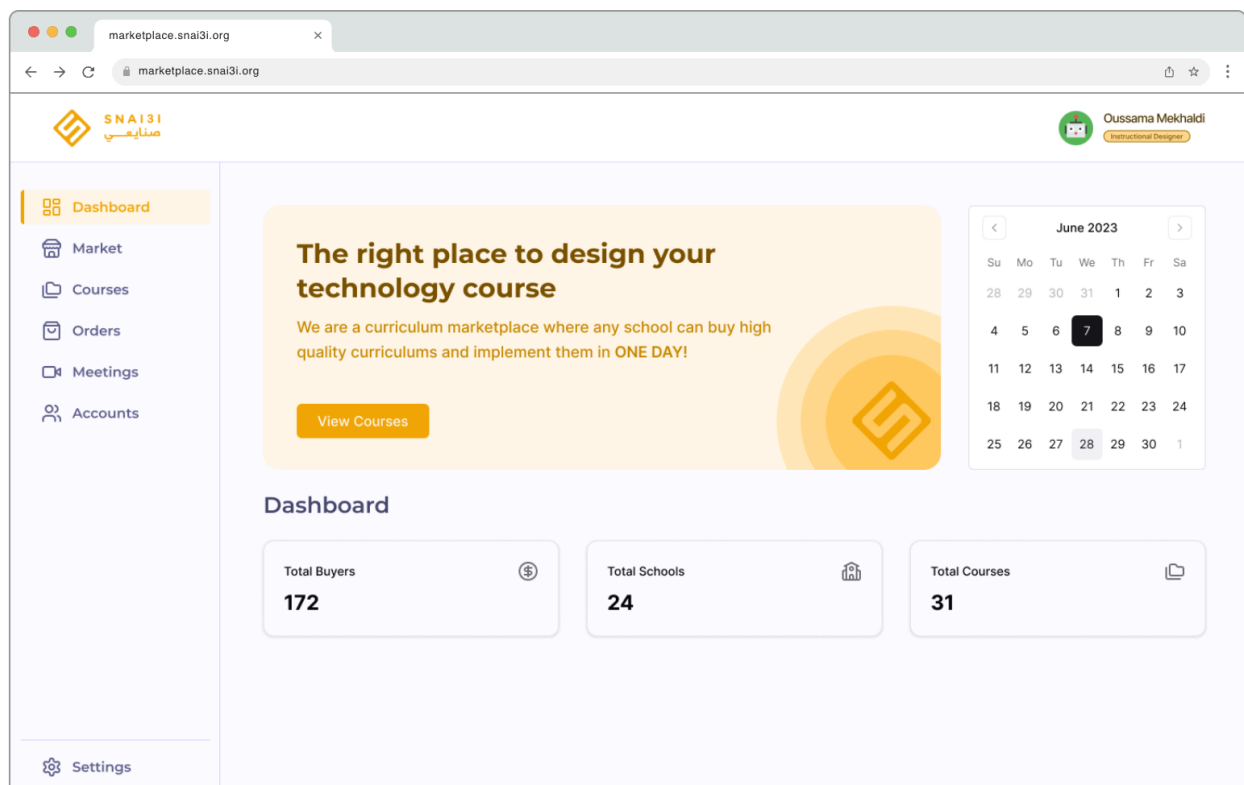 marketplace.snai3i.org
marketplace.snai3i.org
SNAI3I
صنايعــــي
Oussama Mekhaldi
Instructional Designer
Dashboard
Market
Courses
Orders
Meetings
Accounts
Settings
The right place to design your
technology course
We are a curriculum marketplace where any school can buy high
quality curriculums and implement them in ONE DAY!
View Courses
June 2023
Su Mo Tu We Th Fr Sa
28 29 30 31 1 2 3
4 5 6 7 8 9 10
11 12 13 14 15 16 17
18 19 20 21 22 23 24
25 26 27 28 29 30 1
Dashboard
Total Buyers
172
Total Schools
24
Total Courses
31